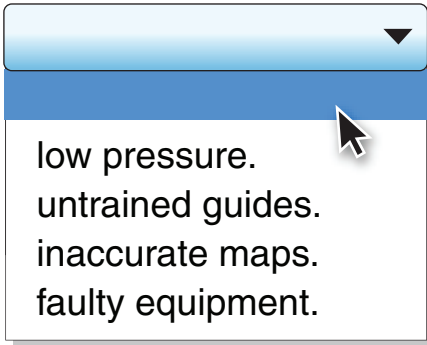 low pressure.
untrained guides.
inaccurate maps.
faulty equipment.